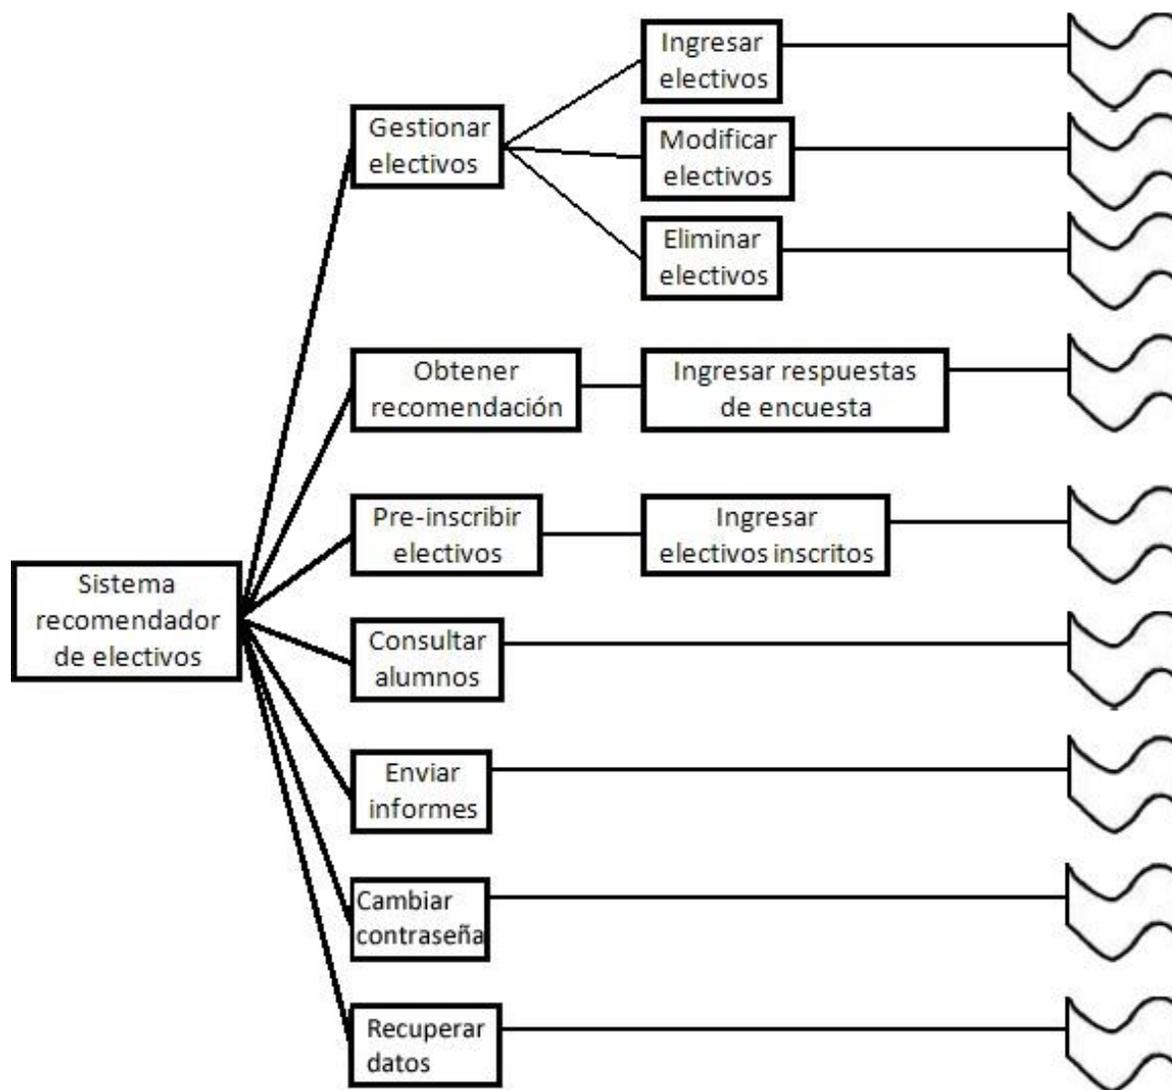 Ingresar
electivos
Gestionar
electivos
Modificar
electivos
Eliminar
electivos
Obtener
recomendación
Ingresar respuestas
de encuesta
Pre-inscribir
electivos
Ingresar
electivos inscritos
Sistema
recomendador
de electivos
Consultar
alumnos
Enviar
informes
Cambiar
contraseña
Recuperar
datos